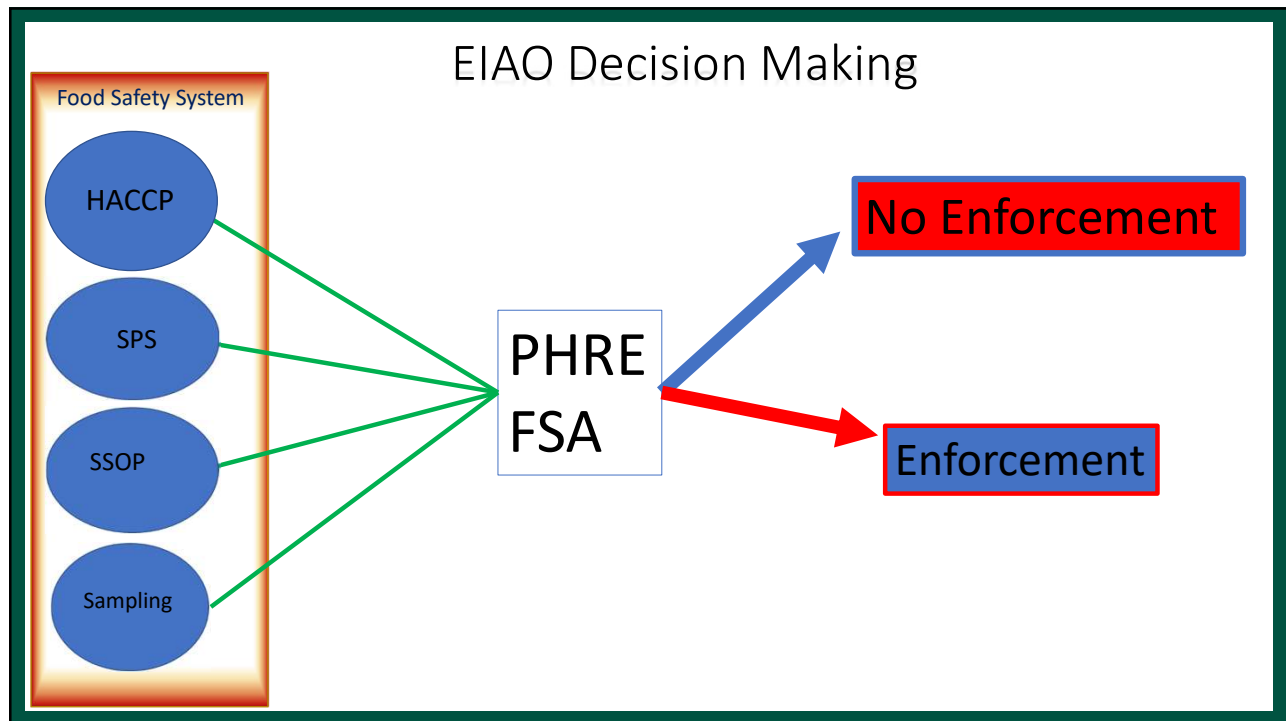 EIAO Decision Making
Food Safety System
HACCP
SPS
SSOP
Sampling
PHRE
FSA
No Enforcement
Enforcement